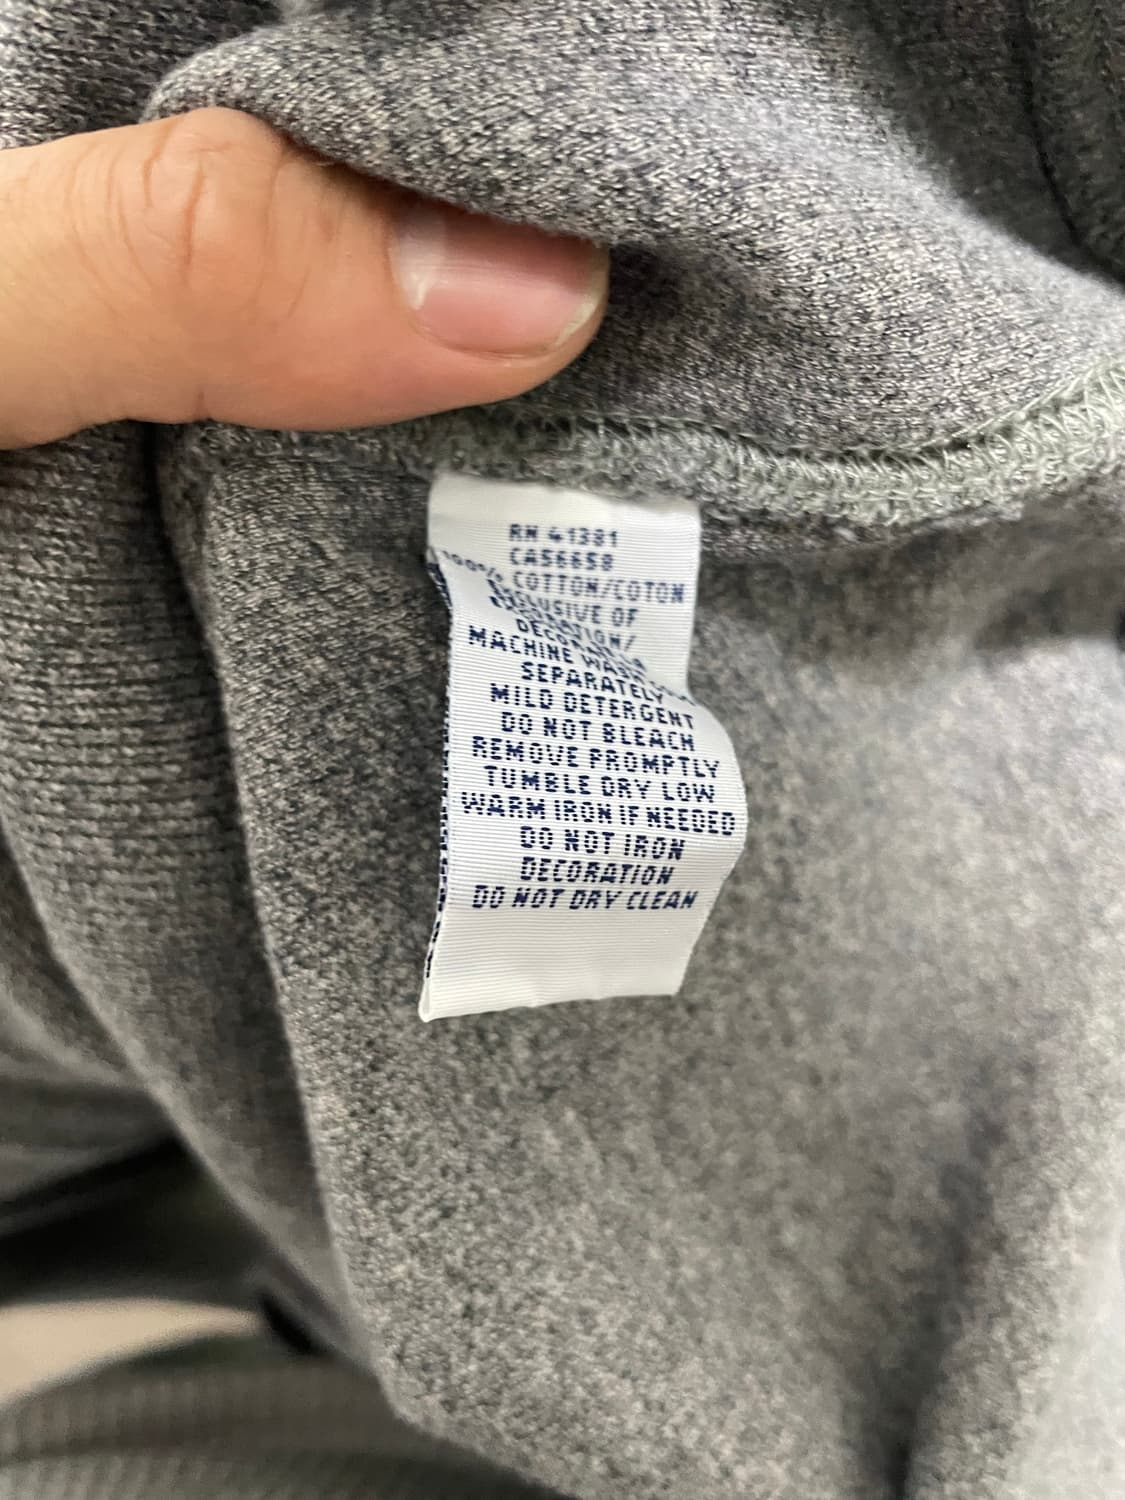 RN 41381
CA56658
100% COTTON/COTON
EXCLUSIVE OF
DECORATION/
MACHINE WASH
SEPARATELY
MILD DETERGENT
DO NOT BLEACH
REMOVE PROMPTLY
TUMBLE DRY LOW
WARM IRON IF NEEDED
DO NOT IRON
DECORATION
DO NOT DRY CLEAN